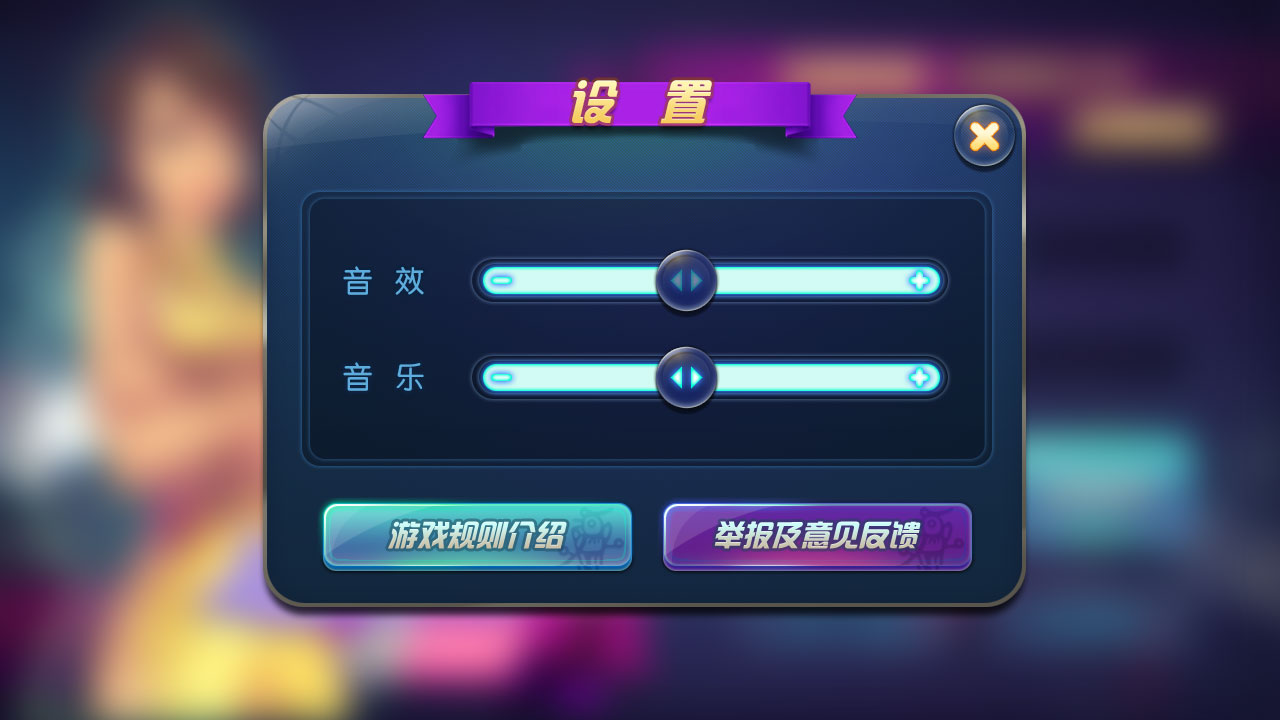 设 置
音 效
音 乐
游戏规则介绍
举报及意见反馈